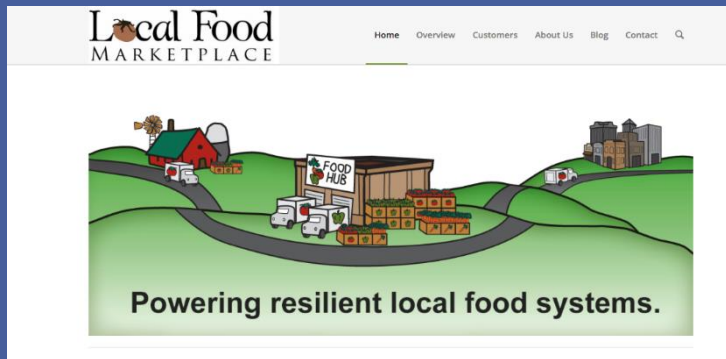 Local Food
MARKETPLACE
Home Overview Customers About Us Blog Contact
FOOD
HUB
Powering resilient local food systems.